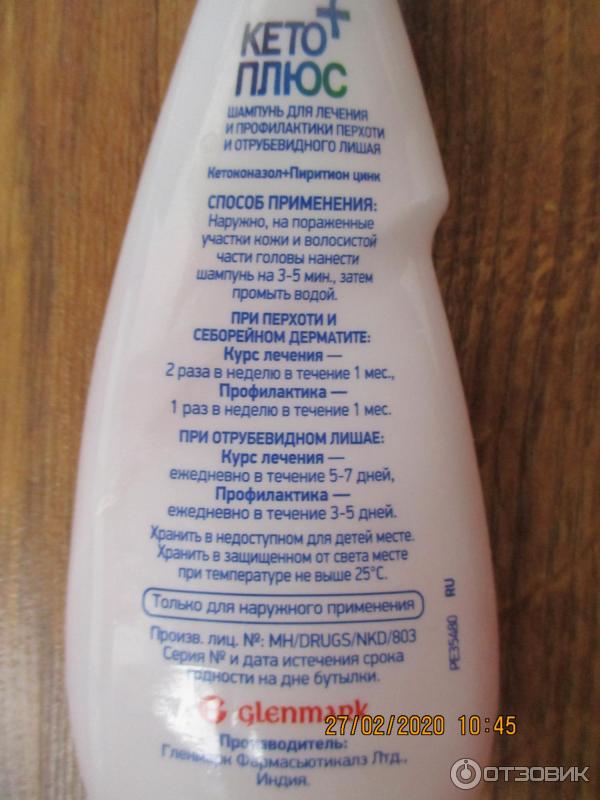 КЕТО+
ПЛЮС
ШАМПУНЬ ДЛЯ ЛЕЧЕНИЯ
И ПРОФИЛАКТИКИ ПЕРХОТИ
И ОТРУБЕВИДНОГО ЛИШАЯ
Кетоконазол+Пиритион цинк
СПОСОБ ПРИМЕНЕНИЯ:
Наружно, на пораженные
участки кожи и волосистой
части головы нанести
шампунь на 3-5 мин., затем
промыть водой.
ПРИ ПЕРХОТИ И
СЕБОРЕЙНОМ ДЕРМАТИТЕ:
Курс лечения —
2 раза в неделю в течение 1 мес.,
Профилактика —
1 раз в неделю в течение 1 мес.
ПРИ ОТРУБЕВИДНОМ ЛИШАЕ:
Курс лечения —
ежедневно в течение 5-7 дней,
Профилактика —
ежедневно в течение 3-5 дней.
Хранить в недоступном для детей месте.
Хранить в защищенном от света месте
при температуре не выше 25°С.
Только для наружного применения
Произв. лиц. №: MH/DRUGS/NKD/803
Серия № и дата истечения срока
годности на дне бутылки.
PE35480 RU
G glenmark
27/02/2020 10:45
Производитель:
Гленмарк Фармасьютикалз Лтд.,
Индия.
ОТЗОВИК